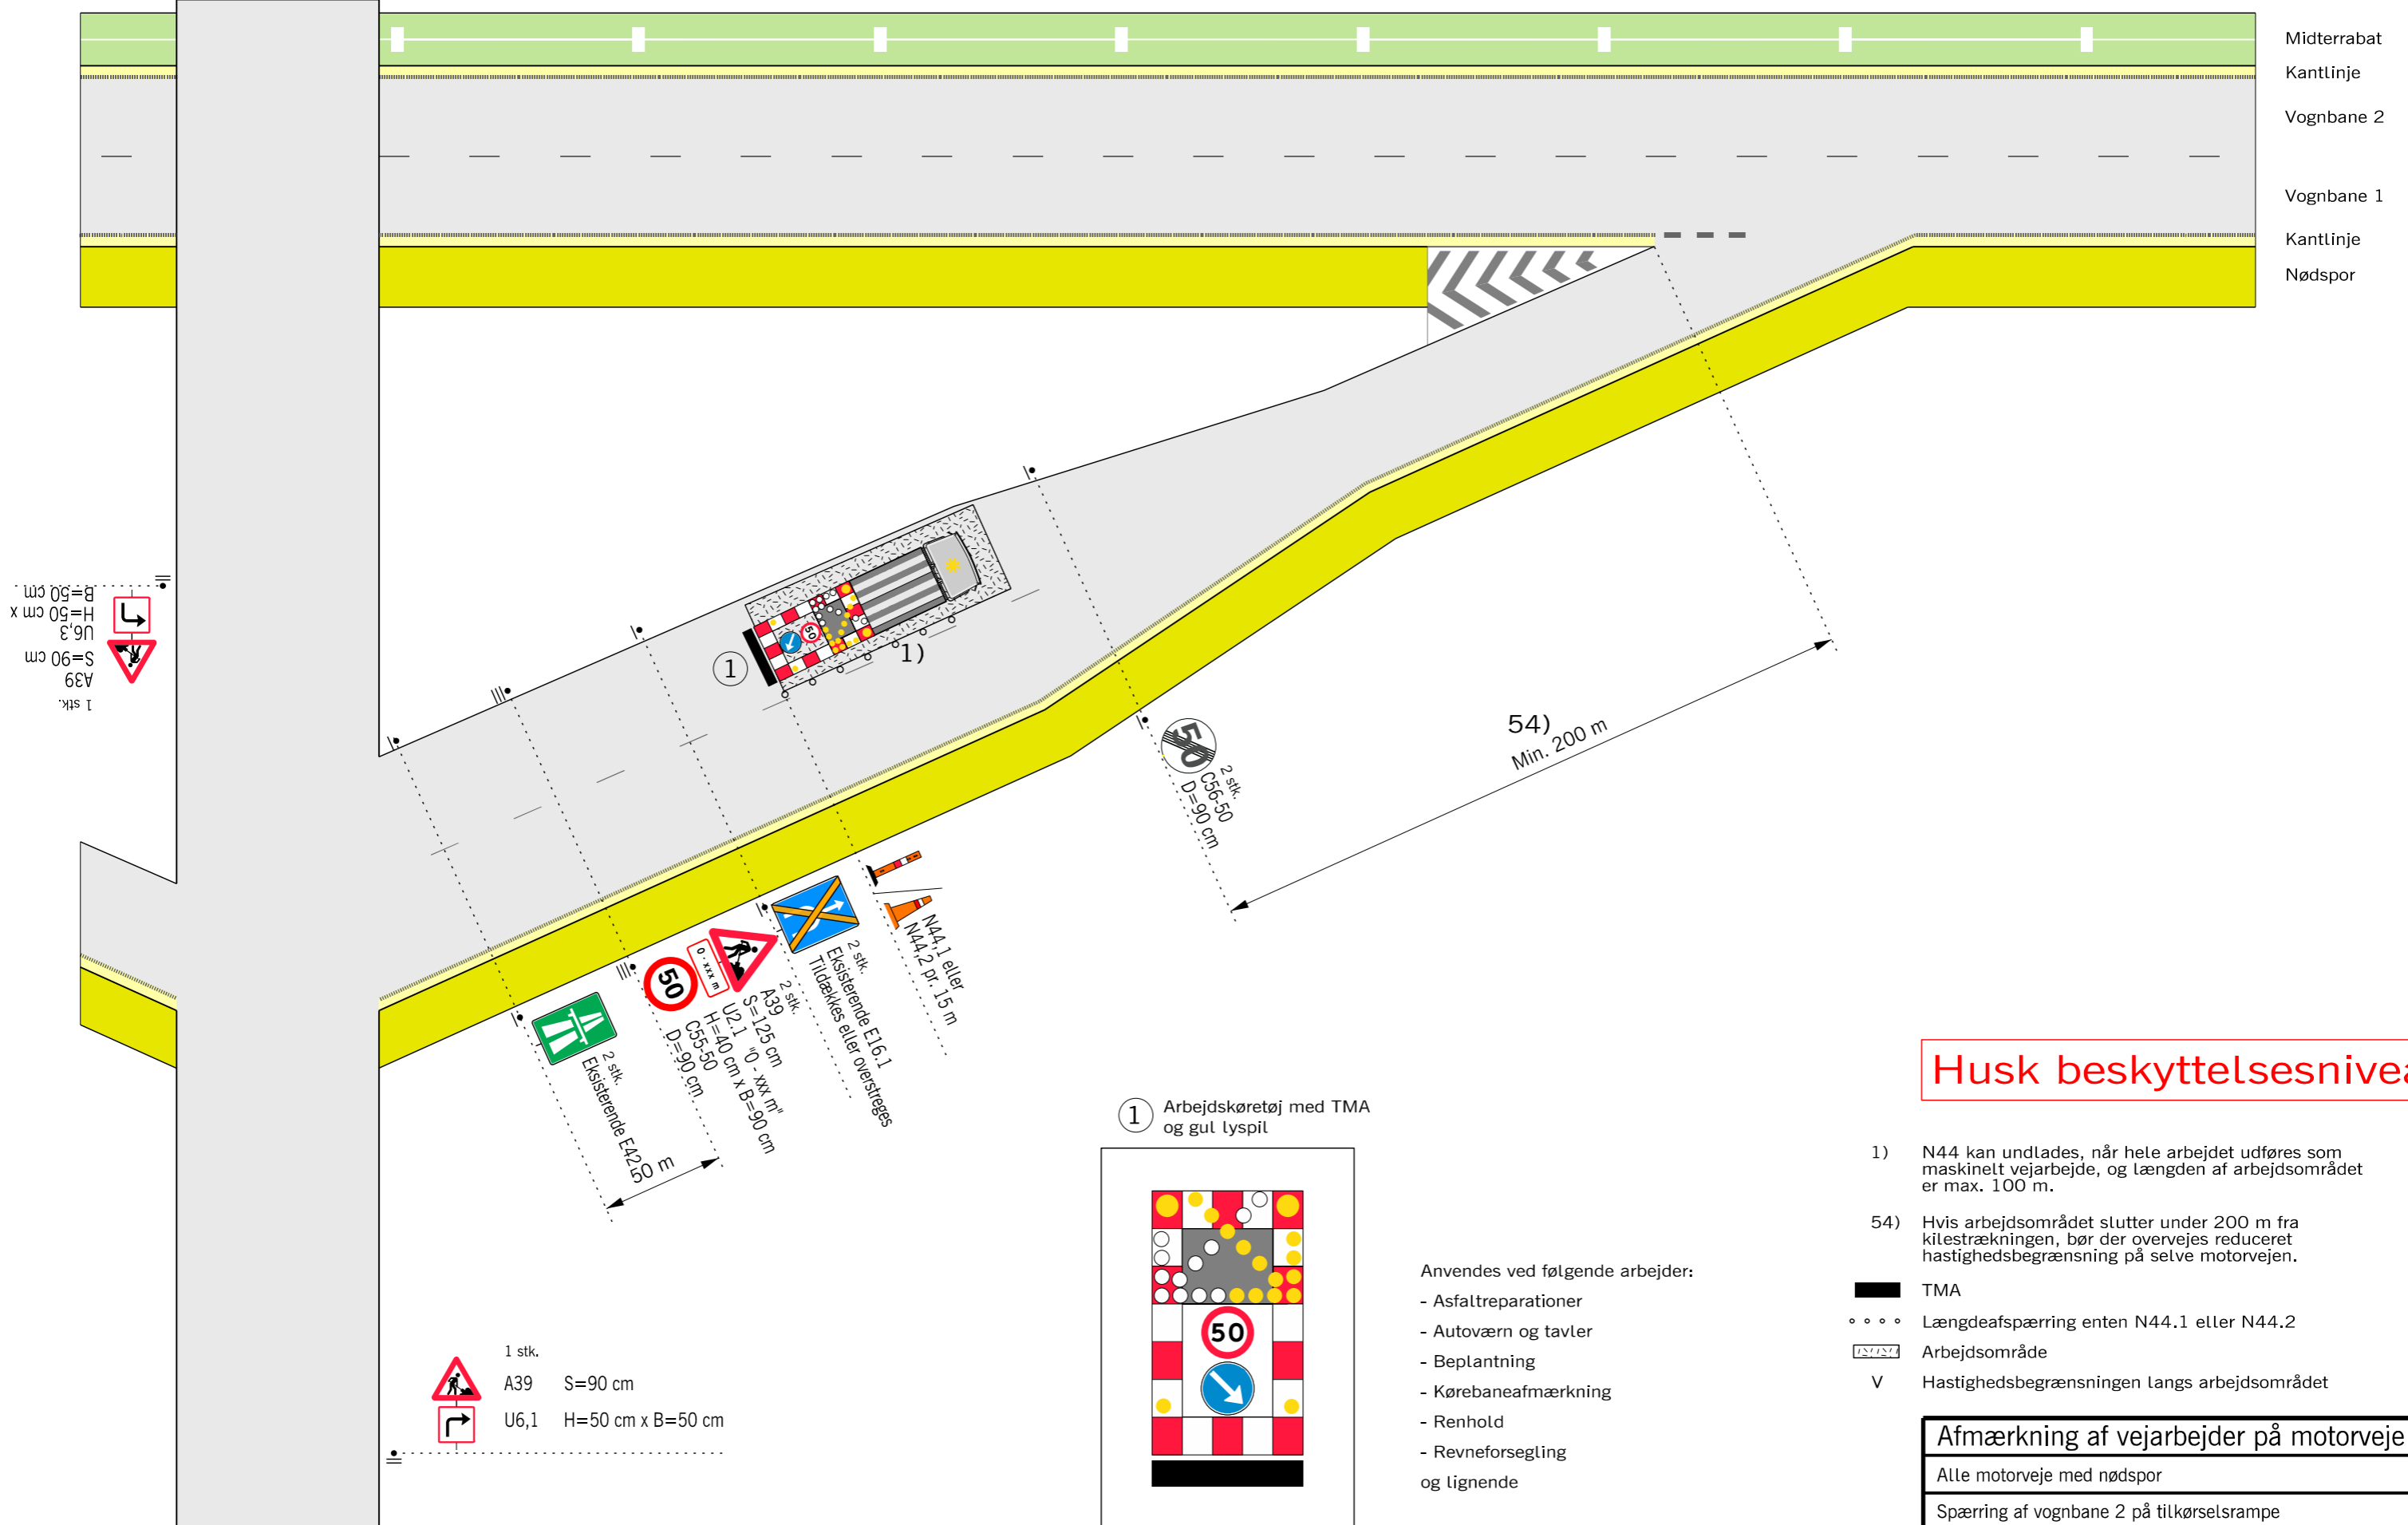 Midterrabat
Kantlinje
Vognbane 2
Vognbane 1
Kantlinje
Nødspor
1 stk.
A39
S=90 cm
U6,3
H=50 cm x
B=50 cm
50
1
1)
54)
Min. 200 m
50
2 stk.
C56-50
D=90 cm
N44,1 eller
N44,2 pr. 15 m
2 stk.
Eksisterende E16.1
Tildækkes eller overstreges
50
0 - xxx m
2 stk.
A39
S=125 cm
U2.1 "0 - xxx m"
H=40 cm x B=90 cm
C55-50
D=90 cm
2 stk.
Eksisterende E42
50 m
1 stk.
A39 S=90 cm
U6,1 H=50 cm x B=50 cm
1 Arbejdskøretøj med TMA
og gul lyspil
50
Anvendes ved følgende arbejder:
- Asfaltreparationer
- Autoværn og tavler
- Beplantning
- Kørebaneafmærkning
- Renhold
- Revneforsegling
og lignende
Husk beskyttelsesnivea
1) N44 kan undlades, når hele arbejdet udføres som
maskinelt vejarbejde, og længden af arbejdsområdet
er max. 100 m.
54) Hvis arbejdsområdet slutter under 200 m fra
kilestrækningen, bør der overvejes reduceret
hastighedsbegrænsning på selve motorvejen.
TMA
Længdeafspærring enten N44.1 eller N44.2
Arbejdsområde
V Hastighedsbegrænsningen langs arbejdsområdet
Afmærkning af vejarbejder på motorveje
Alle motorveje med nødspor
Spærring af vognbane 2 på tilkørselsrampe